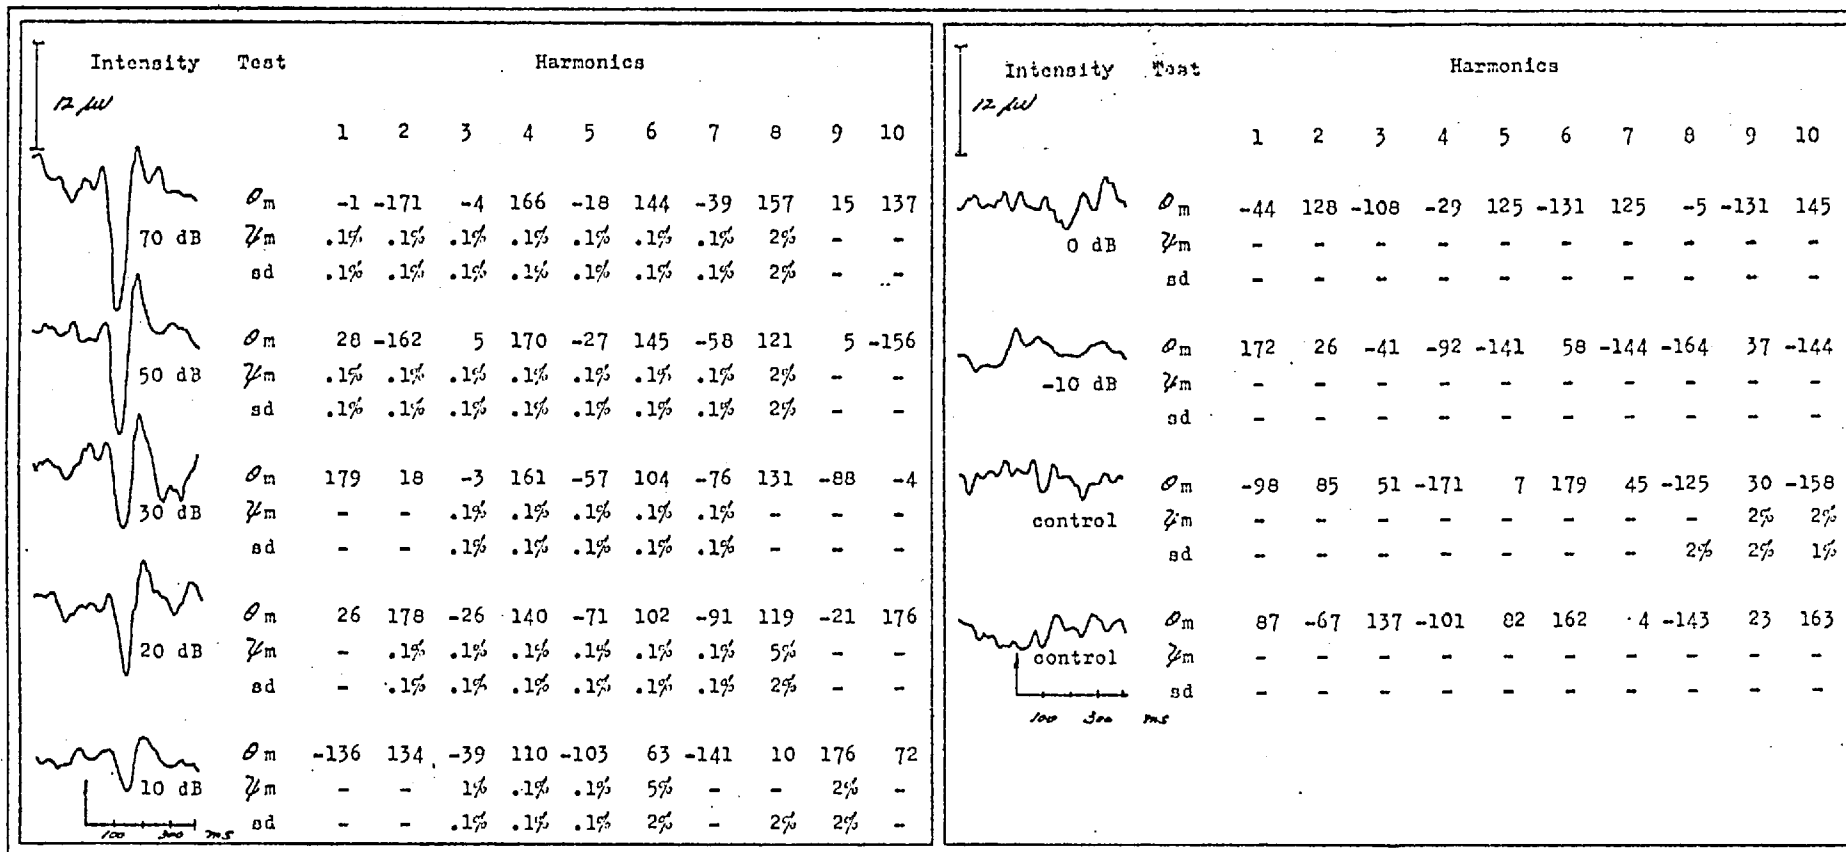 Intensity Test Harmonics
12 μV
1 2 3 4 5 6 7 8 9 10
θm -1 -171 -4 166 -18 144 -39 157 15 137
70 dB ψm .1% .1% .1% .1% .1% .1% .1% 2% - -
sd .1% .1% .1% .1% .1% .1% .1% 2% - -
θm 28 -162 5 170 -27 145 -58 121 5 -156
50 dB ψm .1% .1% .1% .1% .1% .1% .1% 2% - -
sd .1% .1% .1% .1% .1% .1% .1% 2% - -
θm 179 18 -3 161 -57 104 -76 131 -88 -4
30 dB ψm - - .1% .1% .1% .1% .1% - - -
sd - - .1% .1% .1% .1% .1% - - -
θm 26 178 -26 140 -71 102 -91 119 -21 176
20 dB ψm - .1% .1% .1% .1% .1% .1% 5% - -
sd - .1% .1% .1% .1% .1% .1% 2% - -
θm -136 134 -39 110 -103 63 -141 10 176 72
10 dB ψm - - 1% .1% .1% 5% - - 2% -
sd - - .1% .1% .1% 2% - 2% 2% -
100 300 ms
Intensity Test Harmonics
12 μV
1 2 3 4 5 6 7 8 9 10
θm -44 128 -108 -29 125 -131 125 -5 -131 145
0 dB ψm - - - - - - - - - -
sd - - - - - - - - - -
θm 172 26 -41 -92 -141 58 -144 -164 37 -144
-10 dB ψm - - - - - - - - - -
sd - - - - - - - - - -
θm -98 85 51 -171 7 179 45 -125 30 -158
control ψm - - - - - - - - 2% 2%
sd - - - - - - - 2% 2% 1%
θm 87 -67 137 -101 82 162 4 -143 23 163
control ψm - - - - - - - - - -
sd - - - - - - - - - -
100 300 ms